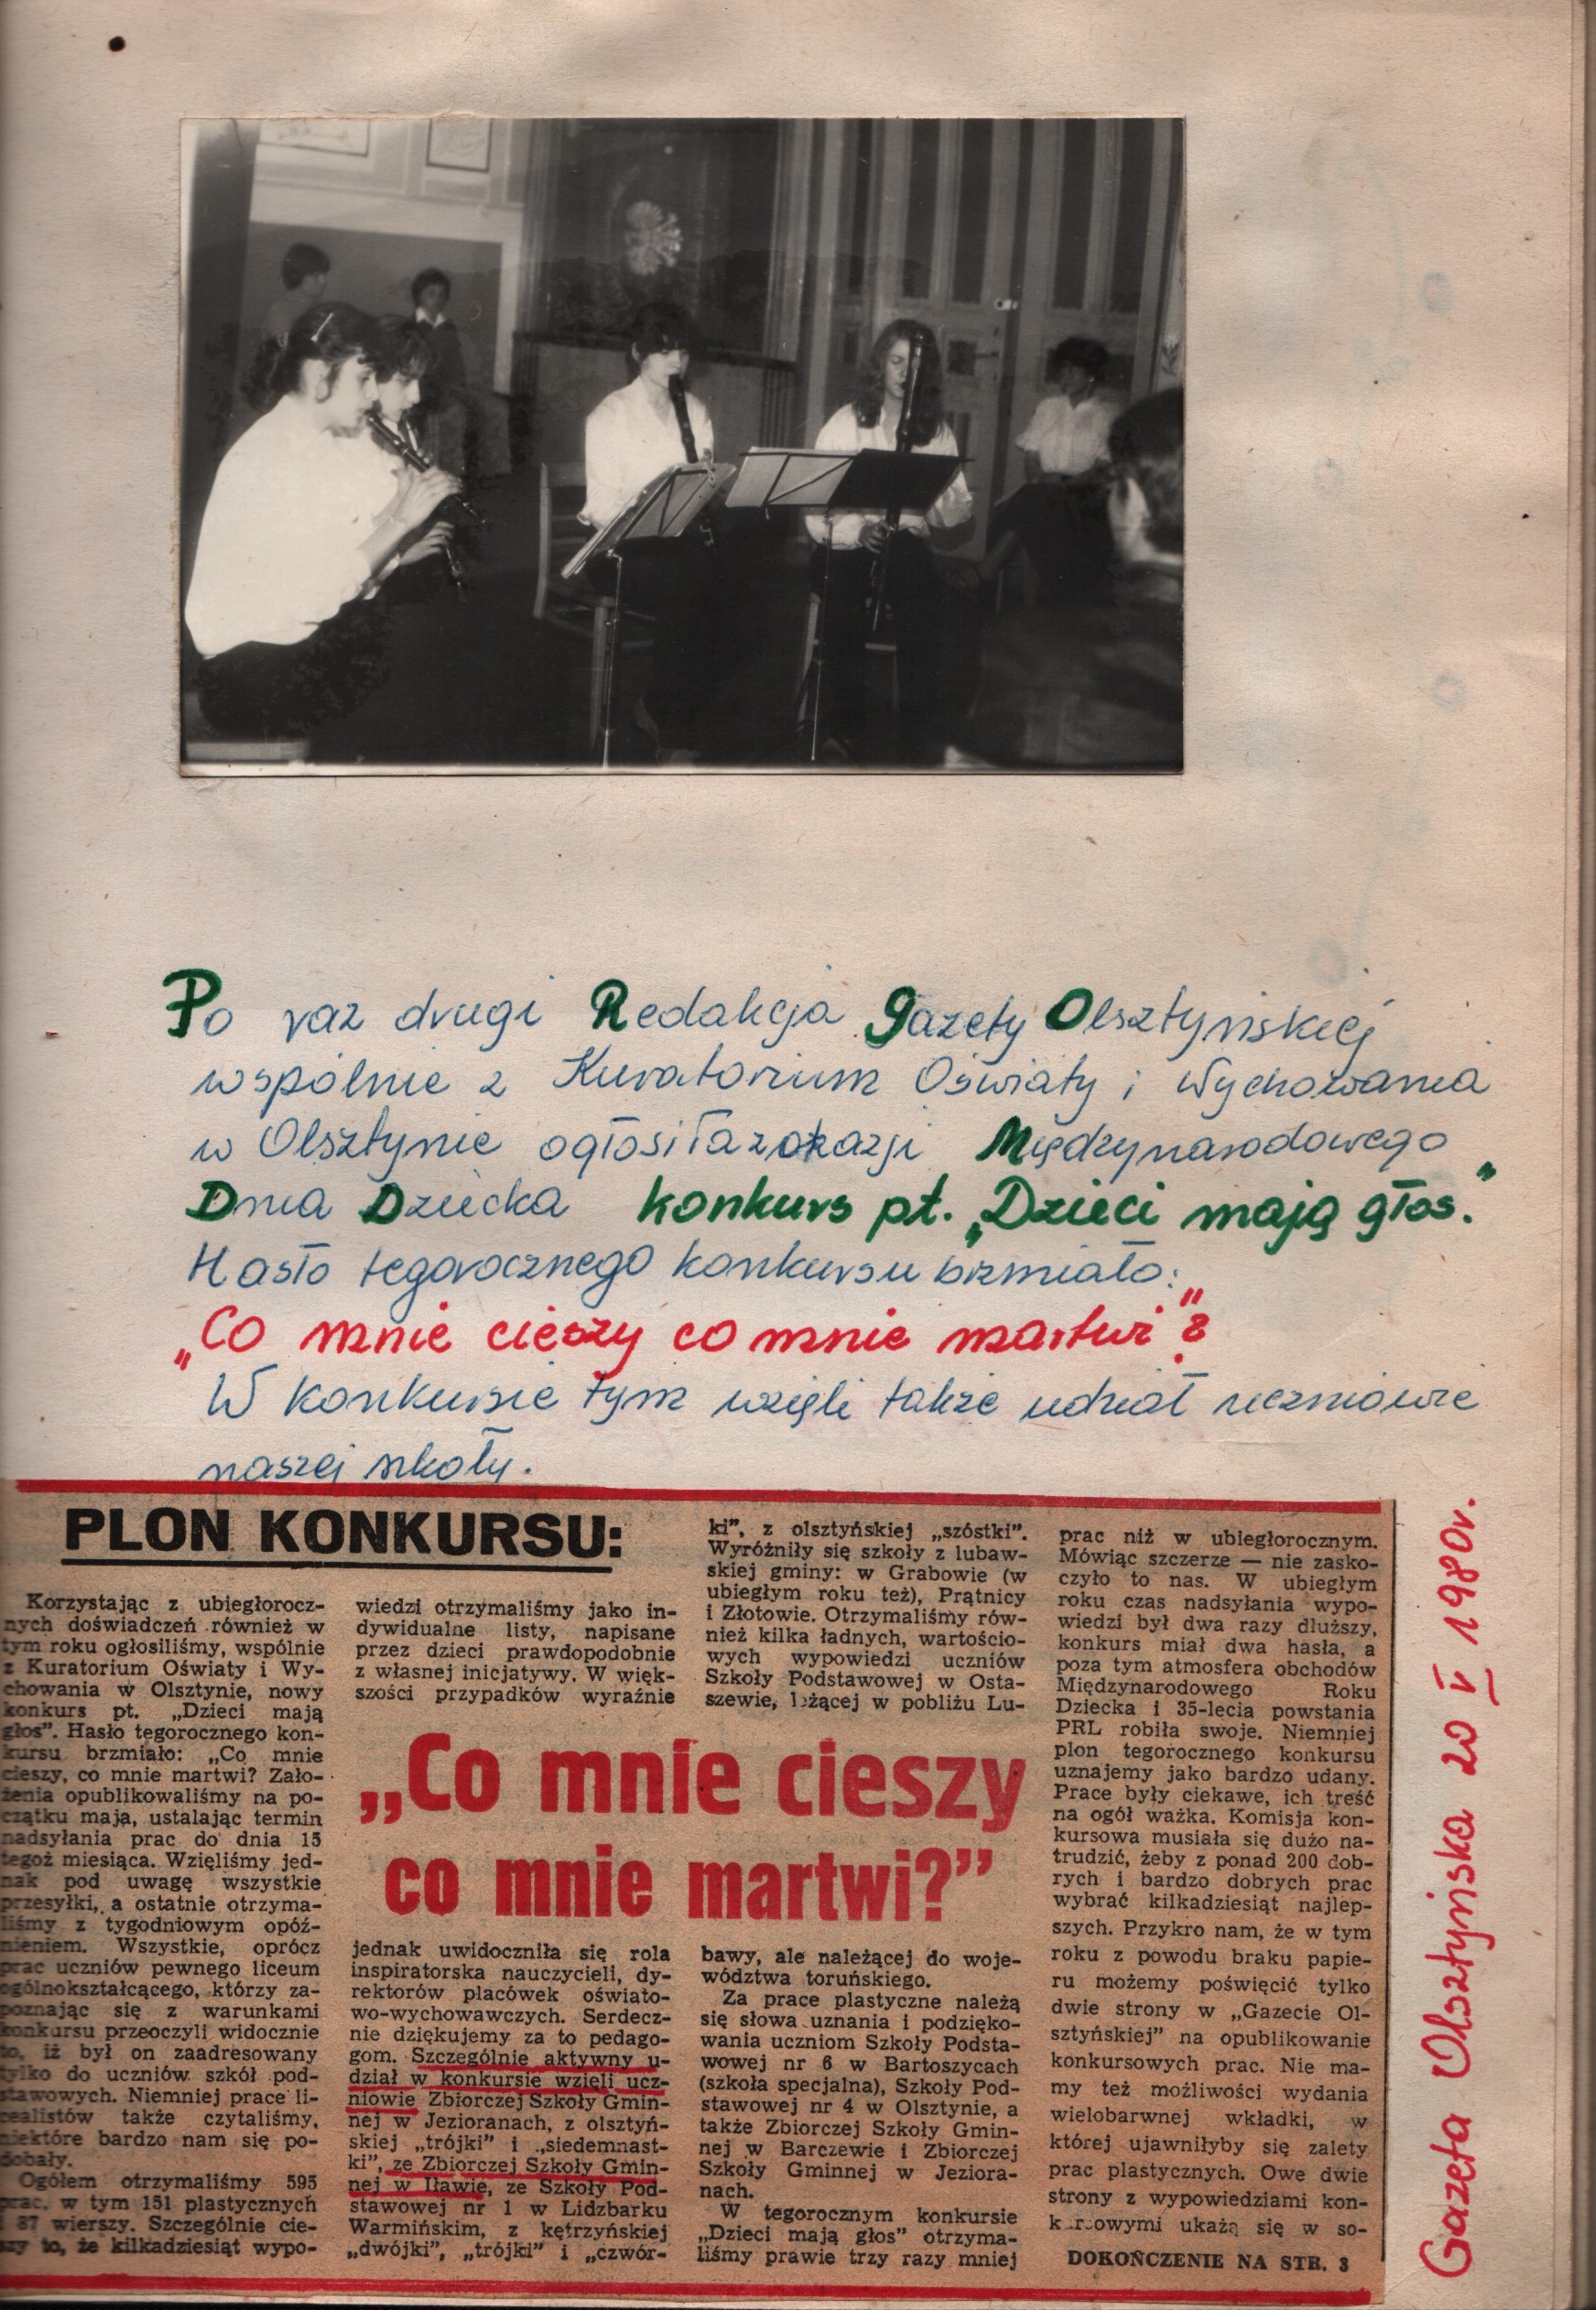 Po raz drugi Redakcja Gazety Olsztyńskiej
wspólnie z Kuratorium Oświaty i Wychowania
w Olsztynie ogłosiła z okazji Międzynarodowego
Dnia Dziecka konkurs pt. „Dzieci mają głos."
Hasło tegorocznego konkursu brzmiało:
„Co mnie cieszy co mnie martwi"?
W konkursie tym wzięli także udział uczniowie
naszej szkoły.
PLON KONKURSU:
Korzystając z ubiegłorocz-
nych doświadczeń również w
tym roku ogłosiliśmy, wspólnie
z Kuratorium Oświaty i Wy-
chowania w Olsztynie, nowy
konkurs pt. „Dzieci mają
głos”. Hasło tegorocznego kon-
kursu brzmiało: „Co mnie
cieszy, co mnie martwi? Zało-
żenia opublikowaliśmy na po-
czątku maja, ustalając termin
nadsyłania prac do dnia 15
tegoż miesiąca. Wzięliśmy jed-
nak pod uwagę wszystkie
przesyłki, a ostatnie otrzyma-
liśmy z tygodniowym opóź-
nieniem. Wszystkie, oprócz
prac uczniów pewnego liceum
ogólnokształcącego, którzy za-
poznając się z warunkami
konkursu przeoczyli widocznie
to, iż był on zaadresowany
tylko do uczniów szkół pod-
stawowych. Niemniej prace li-
cealistów także czytaliśmy,
niektóre bardzo nam się po-
dobały.
Ogółem otrzymaliśmy 595
prac, w tym 151 plastycznych
i 87 wierszy. Szczególnie cie-
szy to, że kilkadziesiąt wypo-
wiedzi otrzymaliśmy jako in-
dywidualne listy, napisane
przez dzieci prawdopodobnie
z własnej inicjatywy. W więk-
szości przypadków wyraźnie
„Co mnie cieszy
co mnie martwi?”
jednak uwidoczniła się rola
inspiratorska nauczycieli, dy-
rektorów placówek oświato-
wo-wychowawczych. Serdecz-
nie dziękujemy za to pedago-
gom. Szczególnie aktywny u-
dział w konkursie wzięli ucz-
niowie Zbiorczej Szkoły Gmin-
nej w Jezioranach, z olsztyń-
skiej „trójki” i „siedemnast-
ki”, ze Zbiorczej Szkoły Gmin-
nej w Iławie, ze Szkoły Pod-
stawowej nr 1 w Lidzbarku
Warmińskim, z kętrzyńskiej
„dwójki”, „trójki” i „czwór-
ki”, z olsztyńskiej „szóstki”.
Wyróżniły się szkoły z lubaw-
skiej gminy: w Grabowie (w
ubiegłym roku też), Prątnicy
i Złotowie. Otrzymaliśmy rów-
nież kilka ładnych, wartościo-
wych wypowiedzi uczniów
Szkoły Podstawowej w Osta-
szewie, leżącej w pobliżu Lu-
bawy, ale należącej do woje-
wództwa toruńskiego.
Za prace plastyczne należą
się słowa uznania i podzięko-
wania uczniom Szkoły Podsta-
wowej nr 6 w Bartoszycach
(szkoła specjalna), Szkoły Pod-
stawowej nr 4 w Olsztynie, a
także Zbiorczej Szkoły Gmin-
nej w Barczewie i Zbiorczej
Szkoły Gminnej w Jeziora-
nach.
W tegorocznym konkursie
„Dzieci mają głos” otrzyma-
liśmy prawie trzy razy mniej
prac niż w ubiegłorocznym.
Mówiąc szczerze — nie zasko-
czyło to nas. W ubiegłym
roku czas nadsyłania wypo-
wiedzi był dwa razy dłuższy,
konkurs miał dwa hasła, a
poza tym atmosfera obchodów
Międzynarodowego Roku
Dziecka i 35-lecia powstania
PRL robiła swoje. Niemniej
plon tegorocznego konkursu
uznajemy jako bardzo udany.
Prace były ciekawe, ich treść
na ogół ważka. Komisja kon-
kursowa musiała się dużo na-
trudzić, żeby z ponad 200 dob-
rych i bardzo dobrych prac
wybrać kilkadziesiąt najlep-
szych. Przykro nam, że w tym
roku z powodu braku papie-
ru możemy poświęcić tylko
dwie strony w „Gazecie Ol-
sztyńskiej” na opublikowanie
konkursowych prac. Nie ma-
my też możliwości wydania
wielobarwnej wkładki, w
której ujawniłyby się zalety
prac plastycznych. Owe dwie
strony z wypowiedziami kon-
kursowymi ukażą się w so-
DOKOŃCZENIE NA STR. 3
Gazeta Olsztyńska 20 V 1980r.